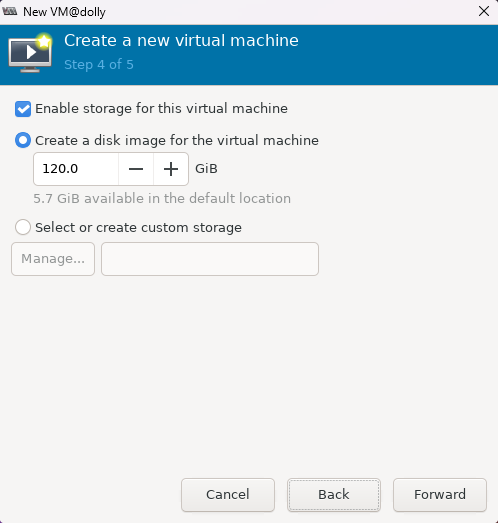 New VM@dolly
Create a new virtual machine
Step 4 of 5
Enable storage for this virtual machine
Create a disk image for the virtual machine
120.0
GiB
5.7 GiB available in the default location
Select or create custom storage
Manage...
Cancel
Back
Forward